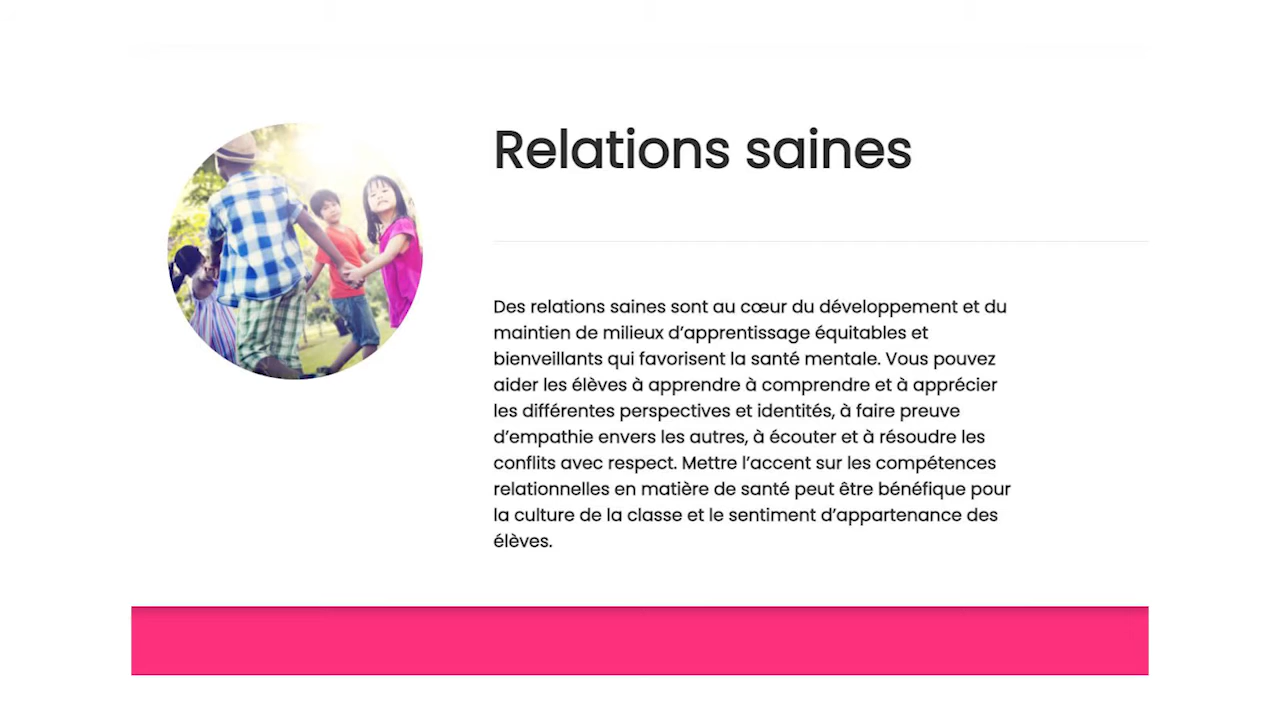 Relations saines
Des relations saines sont au cœur du développement et du
maintien de milieux d’apprentissage équitables et
bienveillants qui favorisent la santé mentale. Vous pouvez
aider les élèves à apprendre à comprendre et à apprécier
les différentes perspectives et identités, à faire preuve
d’empathie envers les autres, à écouter et à résoudre les
conflits avec respect. Mettre l’accent sur les compétences
relationnelles en matière de santé peut être bénéfique pour
la culture de la classe et le sentiment d’appartenance des
élèves.